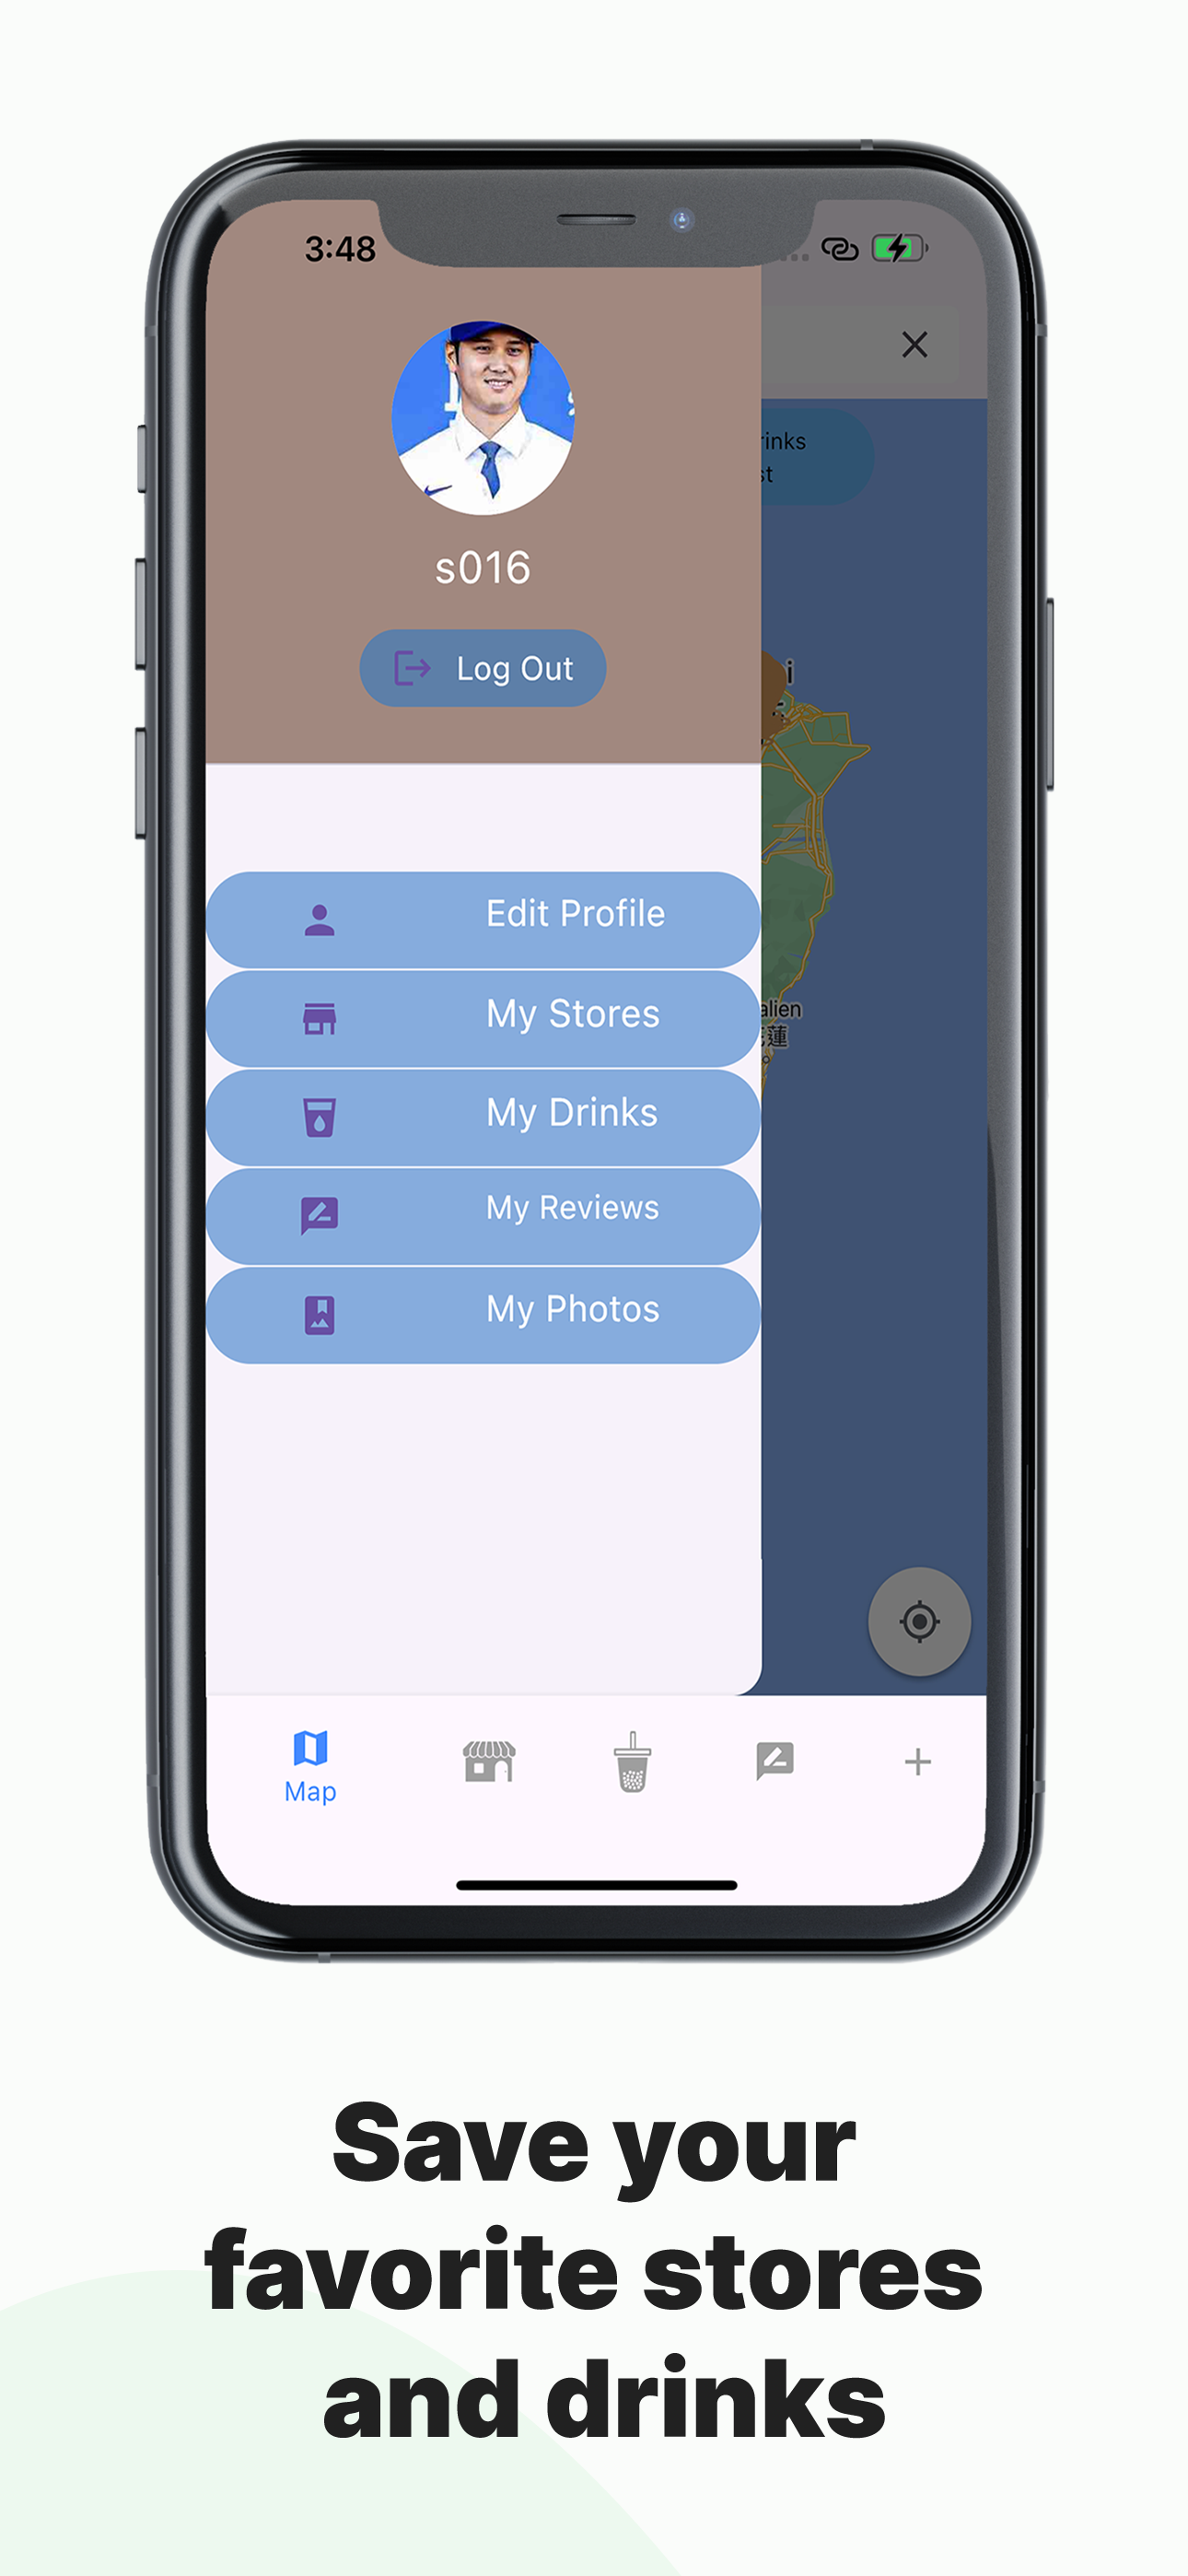 3:48
s016
Log Out
rinks
st
i
Edit Profile
My Stores
My Drinks
My Reviews
My Photos
alien
蓮
Map
Save your
favorite stores
and drinks